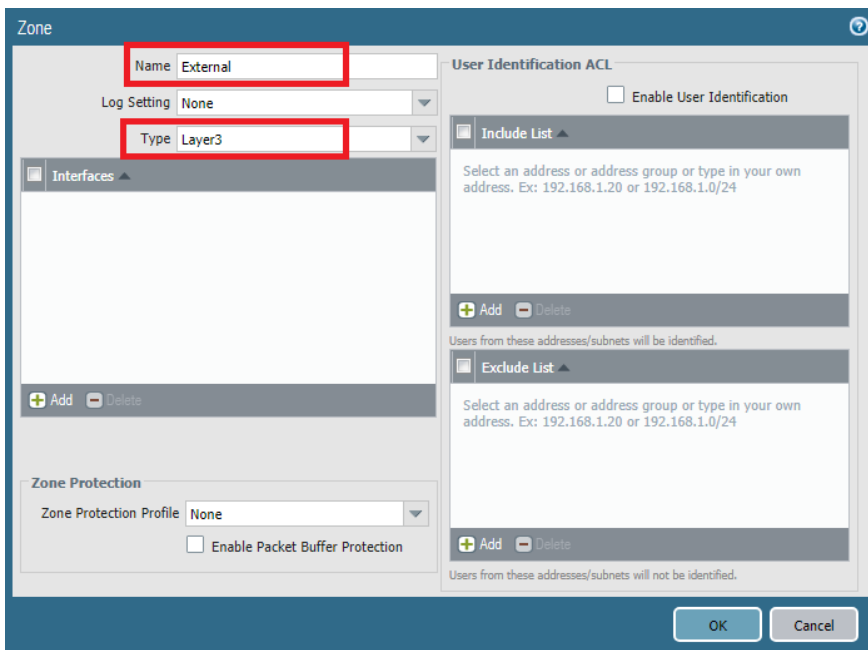 Zone
Name External
Log Setting None
Type Layer3
Interfaces
Add Delete
Zone Protection
Zone Protection Profile None
Enable Packet Buffer Protection
User Identification ACL
Enable User Identification
Include List
Select an address or address group or type in your own
address. Ex: 192.168.1.20 or 192.168.1.0/24
Add Delete
Users from these addresses/subnets will be identified.
Exclude List
Select an address or address group or type in your own
address. Ex: 192.168.1.20 or 192.168.1.0/24
Add Delete
Users from these addresses/subnets will not be identified.
OK Cancel